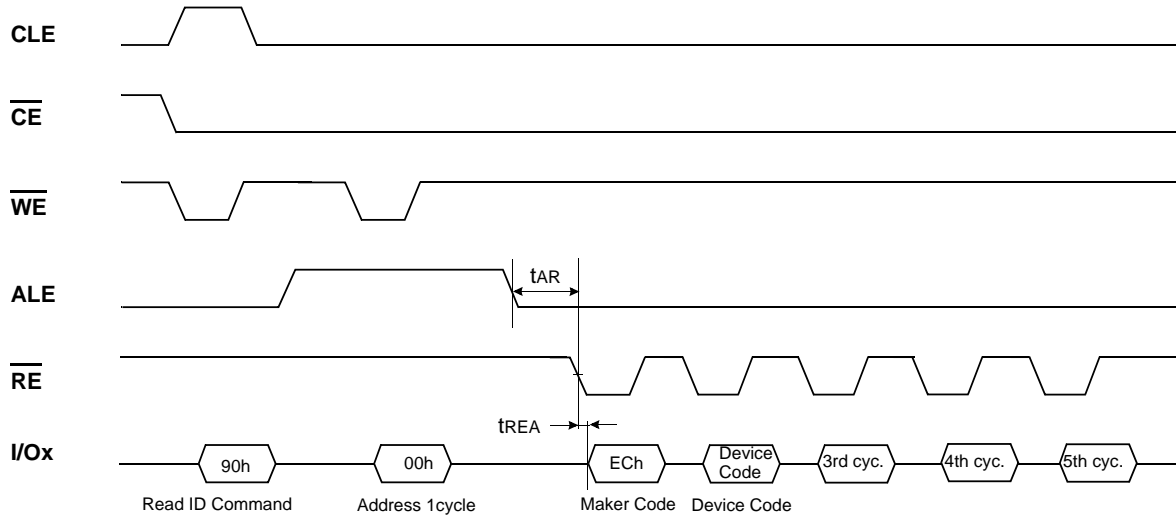 CLE
CE
WE
ALE
tAR
RE
tREA
I/Ox
90h
00h
ECh
Device
Code
3rd cyc.
4th cyc.
5th cyc.
Read ID Command
Address 1cycle
Maker Code
Device Code